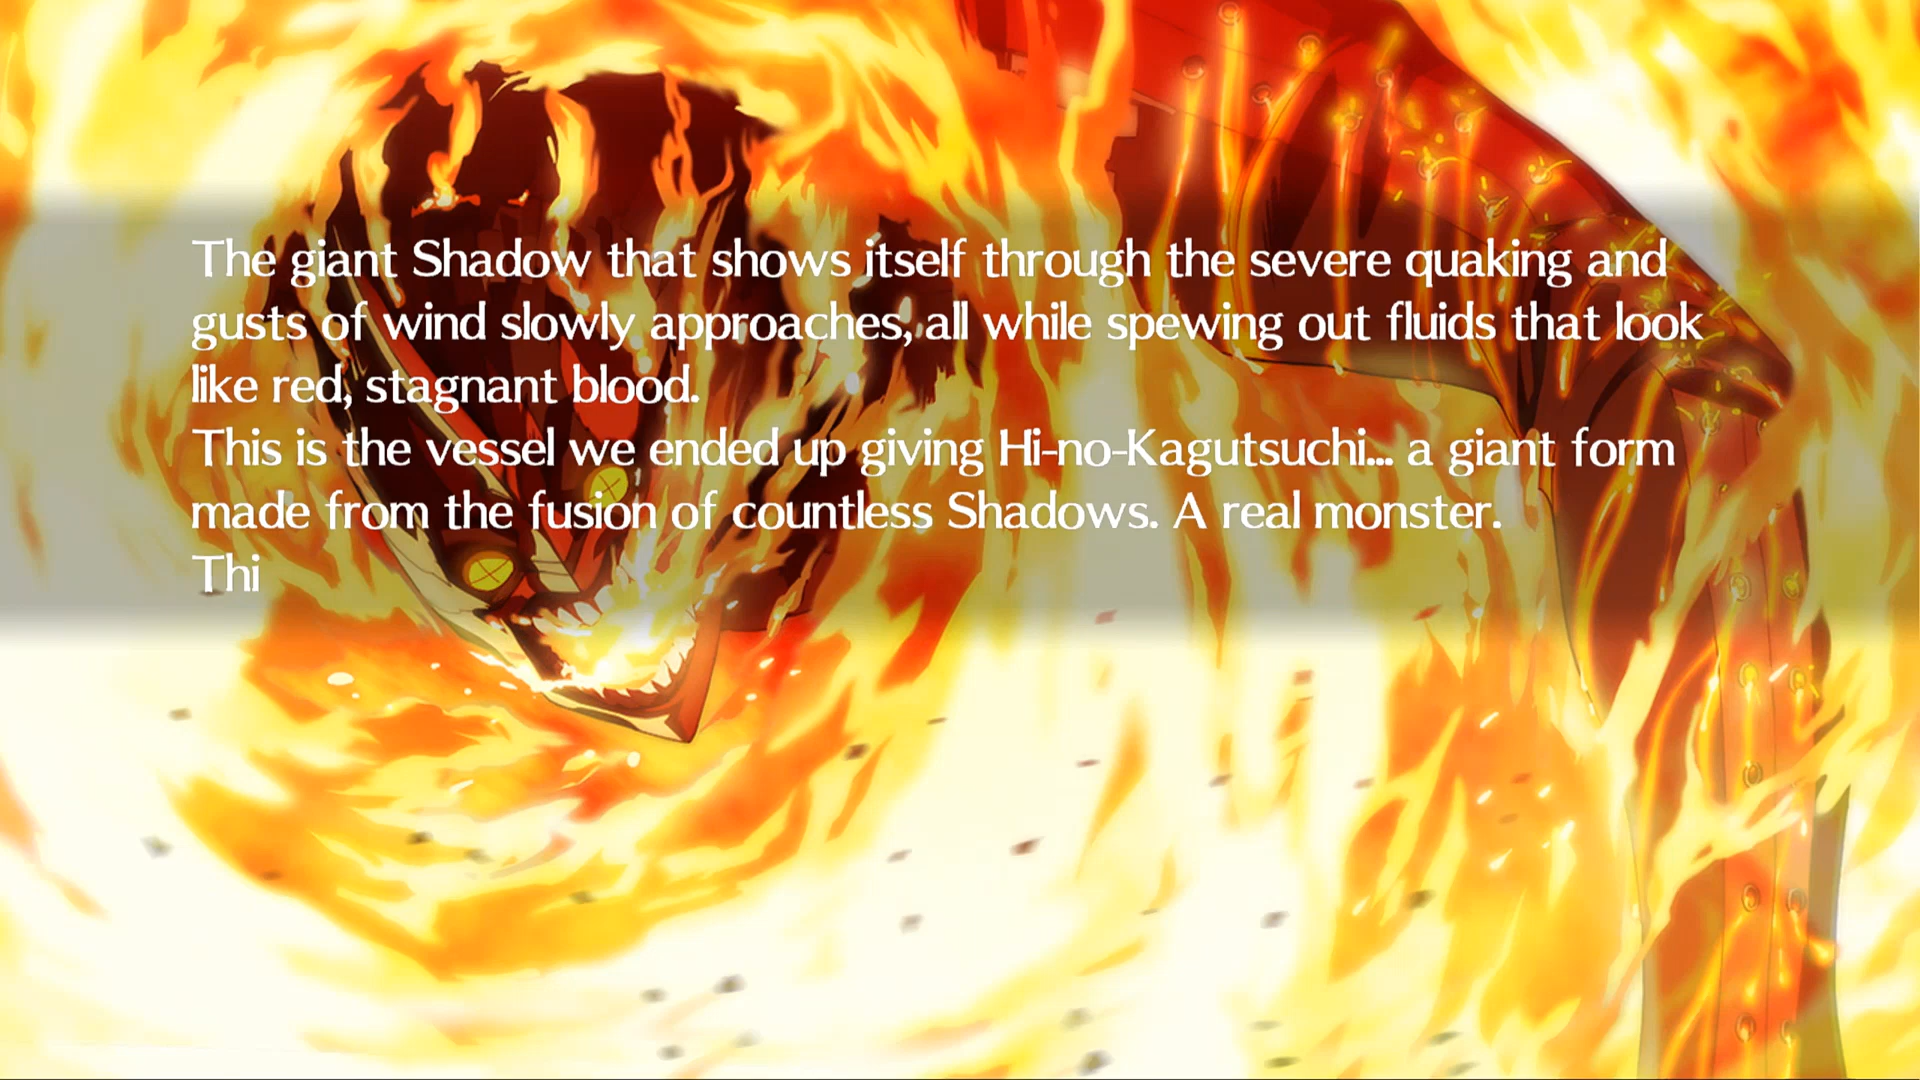 The giant Shadow that shows itself through the severe quaking and
gusts of wind slowly approaches, all while spewing out fluids that look
like red, stagnant blood.
This is the vessel we ended up giving Hi-no-Kagutsuchi... a giant form
made from the fusion of countless Shadows. A real monster.
Thi